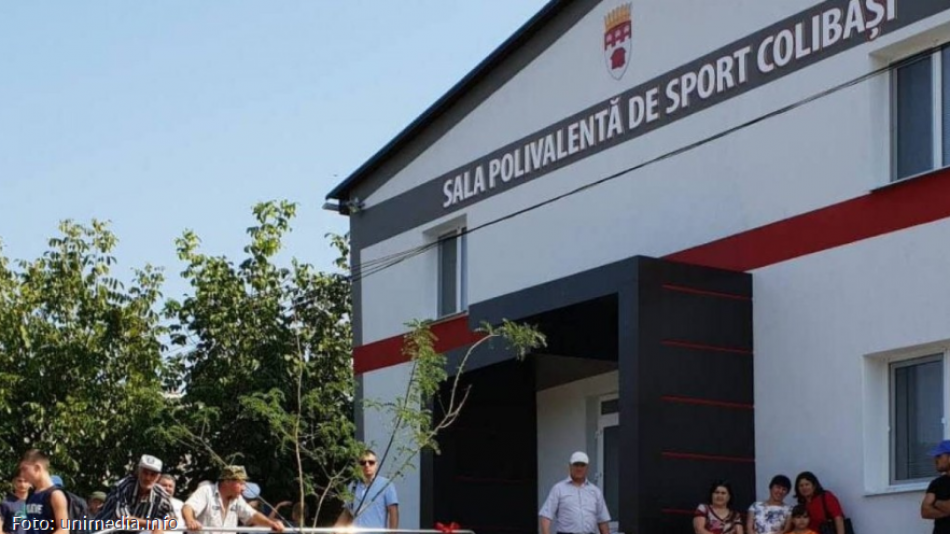 SALA POLIVALENTĂ DE SPORT COLIBAȘI
Foto: unimedia.info